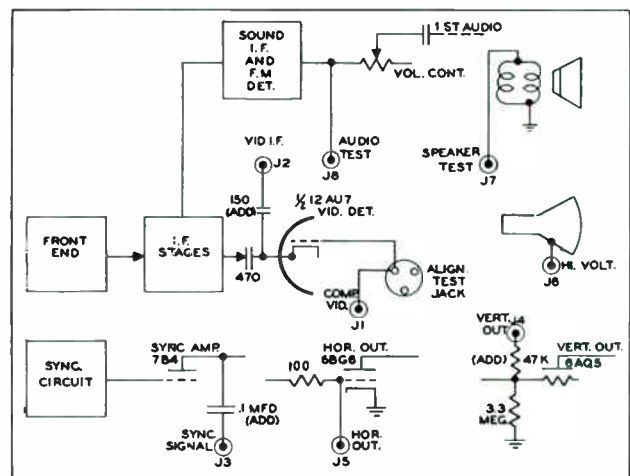 SOUND
I.F.
AND
F.M
DET.
1 ST AUDIO
VOL. CONT.
AUDIO
TEST
J8
SPEAKER
TEST
J7
VID I.F.
J2
150
(ADD)
1/2 12 AU7
VID. DET.
FRONT
END
I.F.
STAGES
470
COMP.
VID.
J1
ALIGN.
TEST
JACK
HI. VOLT.
J6
SYNC.
CIRCUIT
SYNC AMP.
7B4
.1 MFD
(ADD)
SYNC
SIGNAL
J3
100
HOR. OUT.
6BG6
HOR.
OUT.
J5
VERT.
OUT
J4
(ADD)
47 K
VERT. OUT.
6AQ5
3.3
MEG.